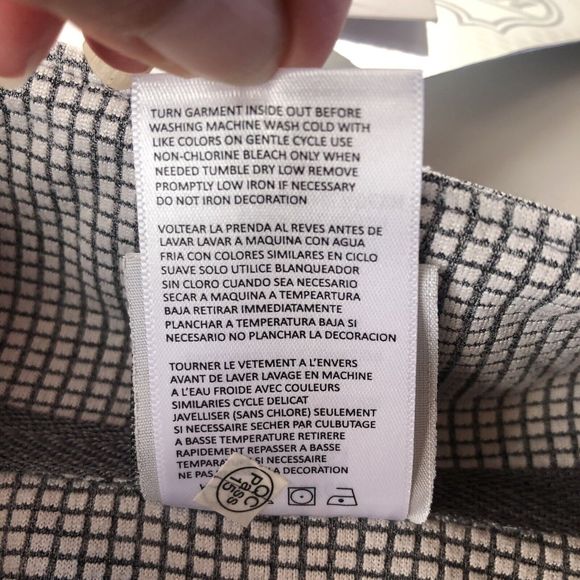 TURN GARMENT INSIDE OUT BEFORE
WASHING MACHINE WASH COLD WITH
LIKE COLORS ON GENTLE CYCLE USE
NON-CHLORINE BLEACH ONLY WHEN
NEEDED TUMBLE DRY LOW REMOVE
PROMPTLY LOW IRON IF NECESSARY
DO NOT IRON DECORATION
VOLTEAR LA PRENDA AL REVES ANTES DE
LAVAR LAVAR A MAQUINA CON AGUA
FRIA CON COLORES SIMILARES EN CICLO
SUAVE SOLO UTILICE BLANQUEADOR
SIN CLORO CUANDO SEA NECESARIO
SECAR A MAQUINA A TEMPEARTURA
BAJA RETIRAR IMMEDIATAMENTE
PLANCHAR A TEMPERATURA BAJA SI
NECESARIO NO PLANCHAR LA DECORACION
TOURNER LE VETEMENT A L'ENVERS
AVANT DE LAVER LAVAGE EN MACHINE
A L'EAU FROIDE AVEC COULEURS
SIMILARIES CYCLE DELICAT
JAVELLISER (SANS CHLORE) SEULEMENT
SI NECESSAIRE SECHER PAR CULBUTAGE
A BASSE TEMPERATURE RETIRERE
RAPIDEMENT REPASSER A BASSE
SI NECESSAIRE
NE PAS LA DECORATION
QC
Pass
15